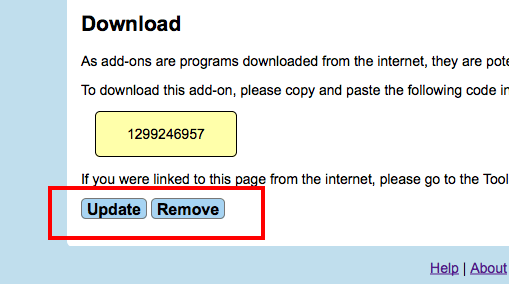 Download
As add-ons are programs downloaded from the internet, they are pote
To download this add-on, please copy and paste the following code in
1299246957
If you were linked to this page from the internet, please go to the Tool
Update Remove
Help | About